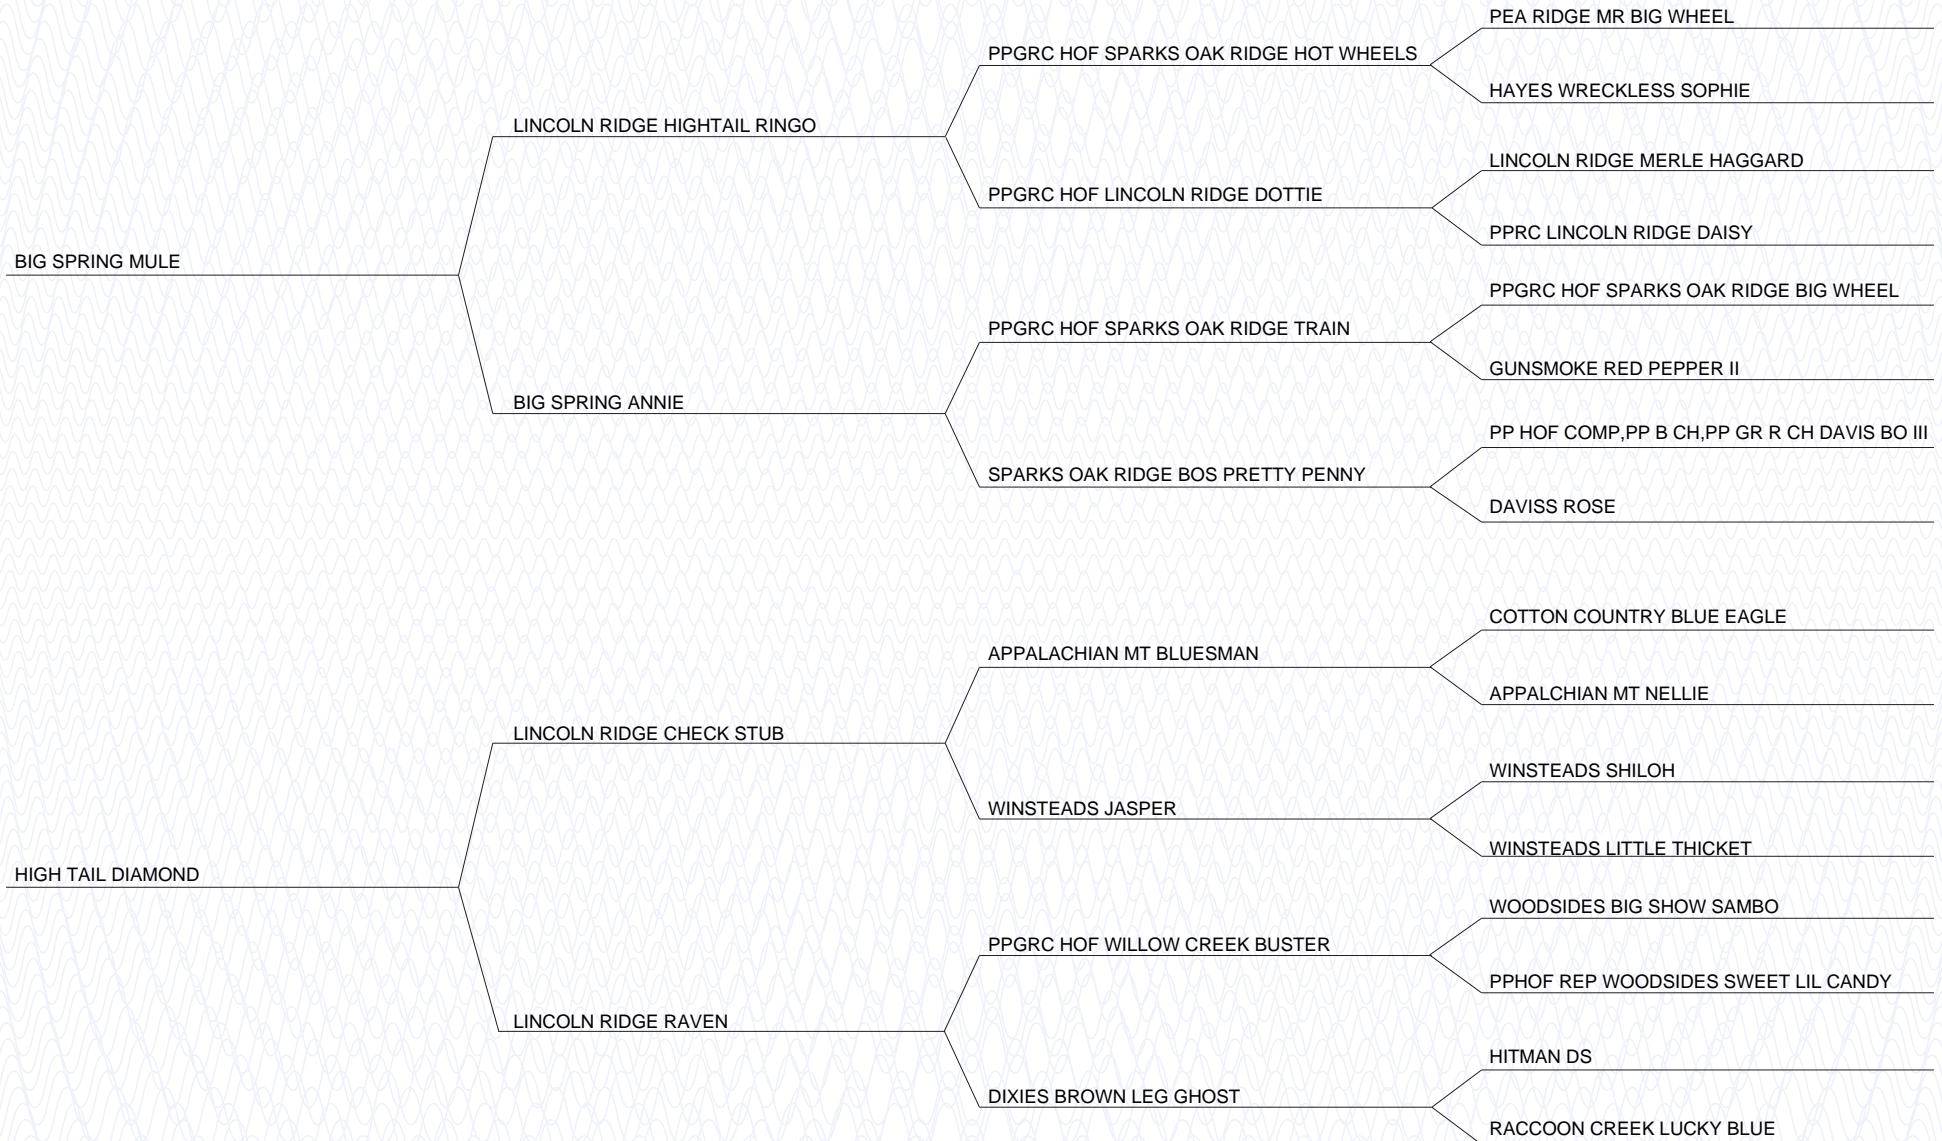 PEA RIDGE MR BIG WHEEL
PPGRC HOF SPARKS OAK RIDGE HOT WHEELS
HAYES WRECKLESS SOPHIE
LINCOLN RIDGE HIGHTAIL RINGO
LINCOLN RIDGE MERLE HAGGARD
PPGRC HOF LINCOLN RIDGE DOTTIE
PPRC LINCOLN RIDGE DAISY
BIG SPRING MULE
PPGRC HOF SPARKS OAK RIDGE BIG WHEEL
PPGRC HOF SPARKS OAK RIDGE TRAIN
GUNSMOKE RED PEPPER II
BIG SPRING ANNIE
PP HOF COMP,PP B CH,PP GR R CH DAVIS BO III
SPARKS OAK RIDGE BOS PRETTY PENNY
DAVISS ROSE
COTTON COUNTRY BLUE EAGLE
APPALACHIAN MT BLUESMAN
APPALCHIAN MT NELLIE
LINCOLN RIDGE CHECK STUB
WINSTEADS SHILOH
WINSTEADS JASPER
WINSTEADS LITTLE THICKET
HIGH TAIL DIAMOND
WOODSIDES BIG SHOW SAMBO
PPGRC HOF WILLOW CREEK BUSTER
PPHOF REP WOODSIDES SWEET LIL CANDY
LINCOLN RIDGE RAVEN
HITMAN DS
DIXIES BROWN LEG GHOST
RACCOON CREEK LUCKY BLUE